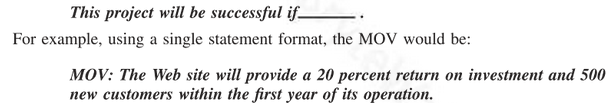 This project will be successful if______ .
For example, using a single statement format, the MOV would be:
MOV: The Web site will provide a 20 percent return on investment and 500
new customers within the first year of its operation.